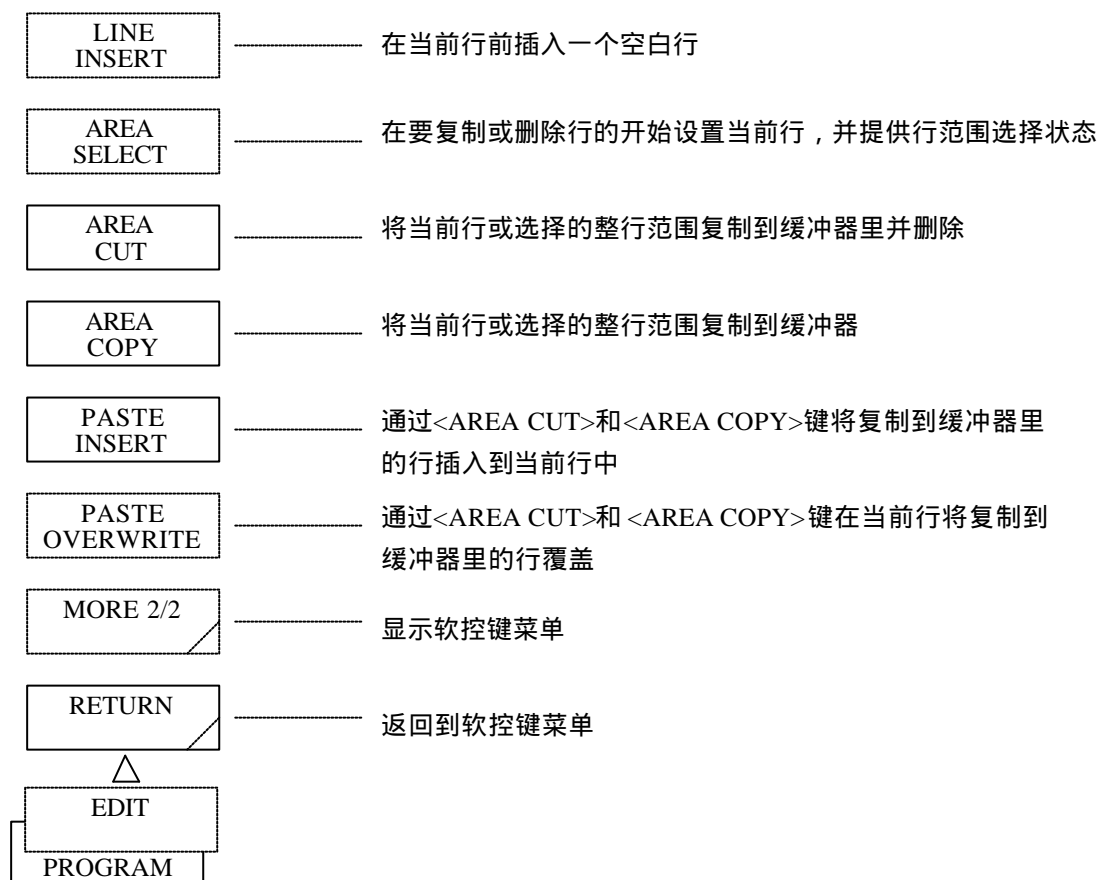 LINE
INSERT
在当前行前插入一个空白行
AREA
SELECT
在要复制或删除行的开始设置当前行，并提供行范围选择状态
AREA
CUT
将当前行或选择的整行范围复制到缓冲器里并删除
AREA
COPY
将当前行或选择的整行范围复制到缓冲器
PASTE
INSERT
通过<AREA CUT>和<AREA COPY>键将复制到缓冲器里
的行插入到当前行中
PASTE
OVERWRITE
通过<AREA CUT>和 <AREA COPY>键在当前行将复制到
缓冲器里的行覆盖
MORE 2/2
显示软控键菜单
RETURN
返回到软控键菜单
EDIT
PROGRAM